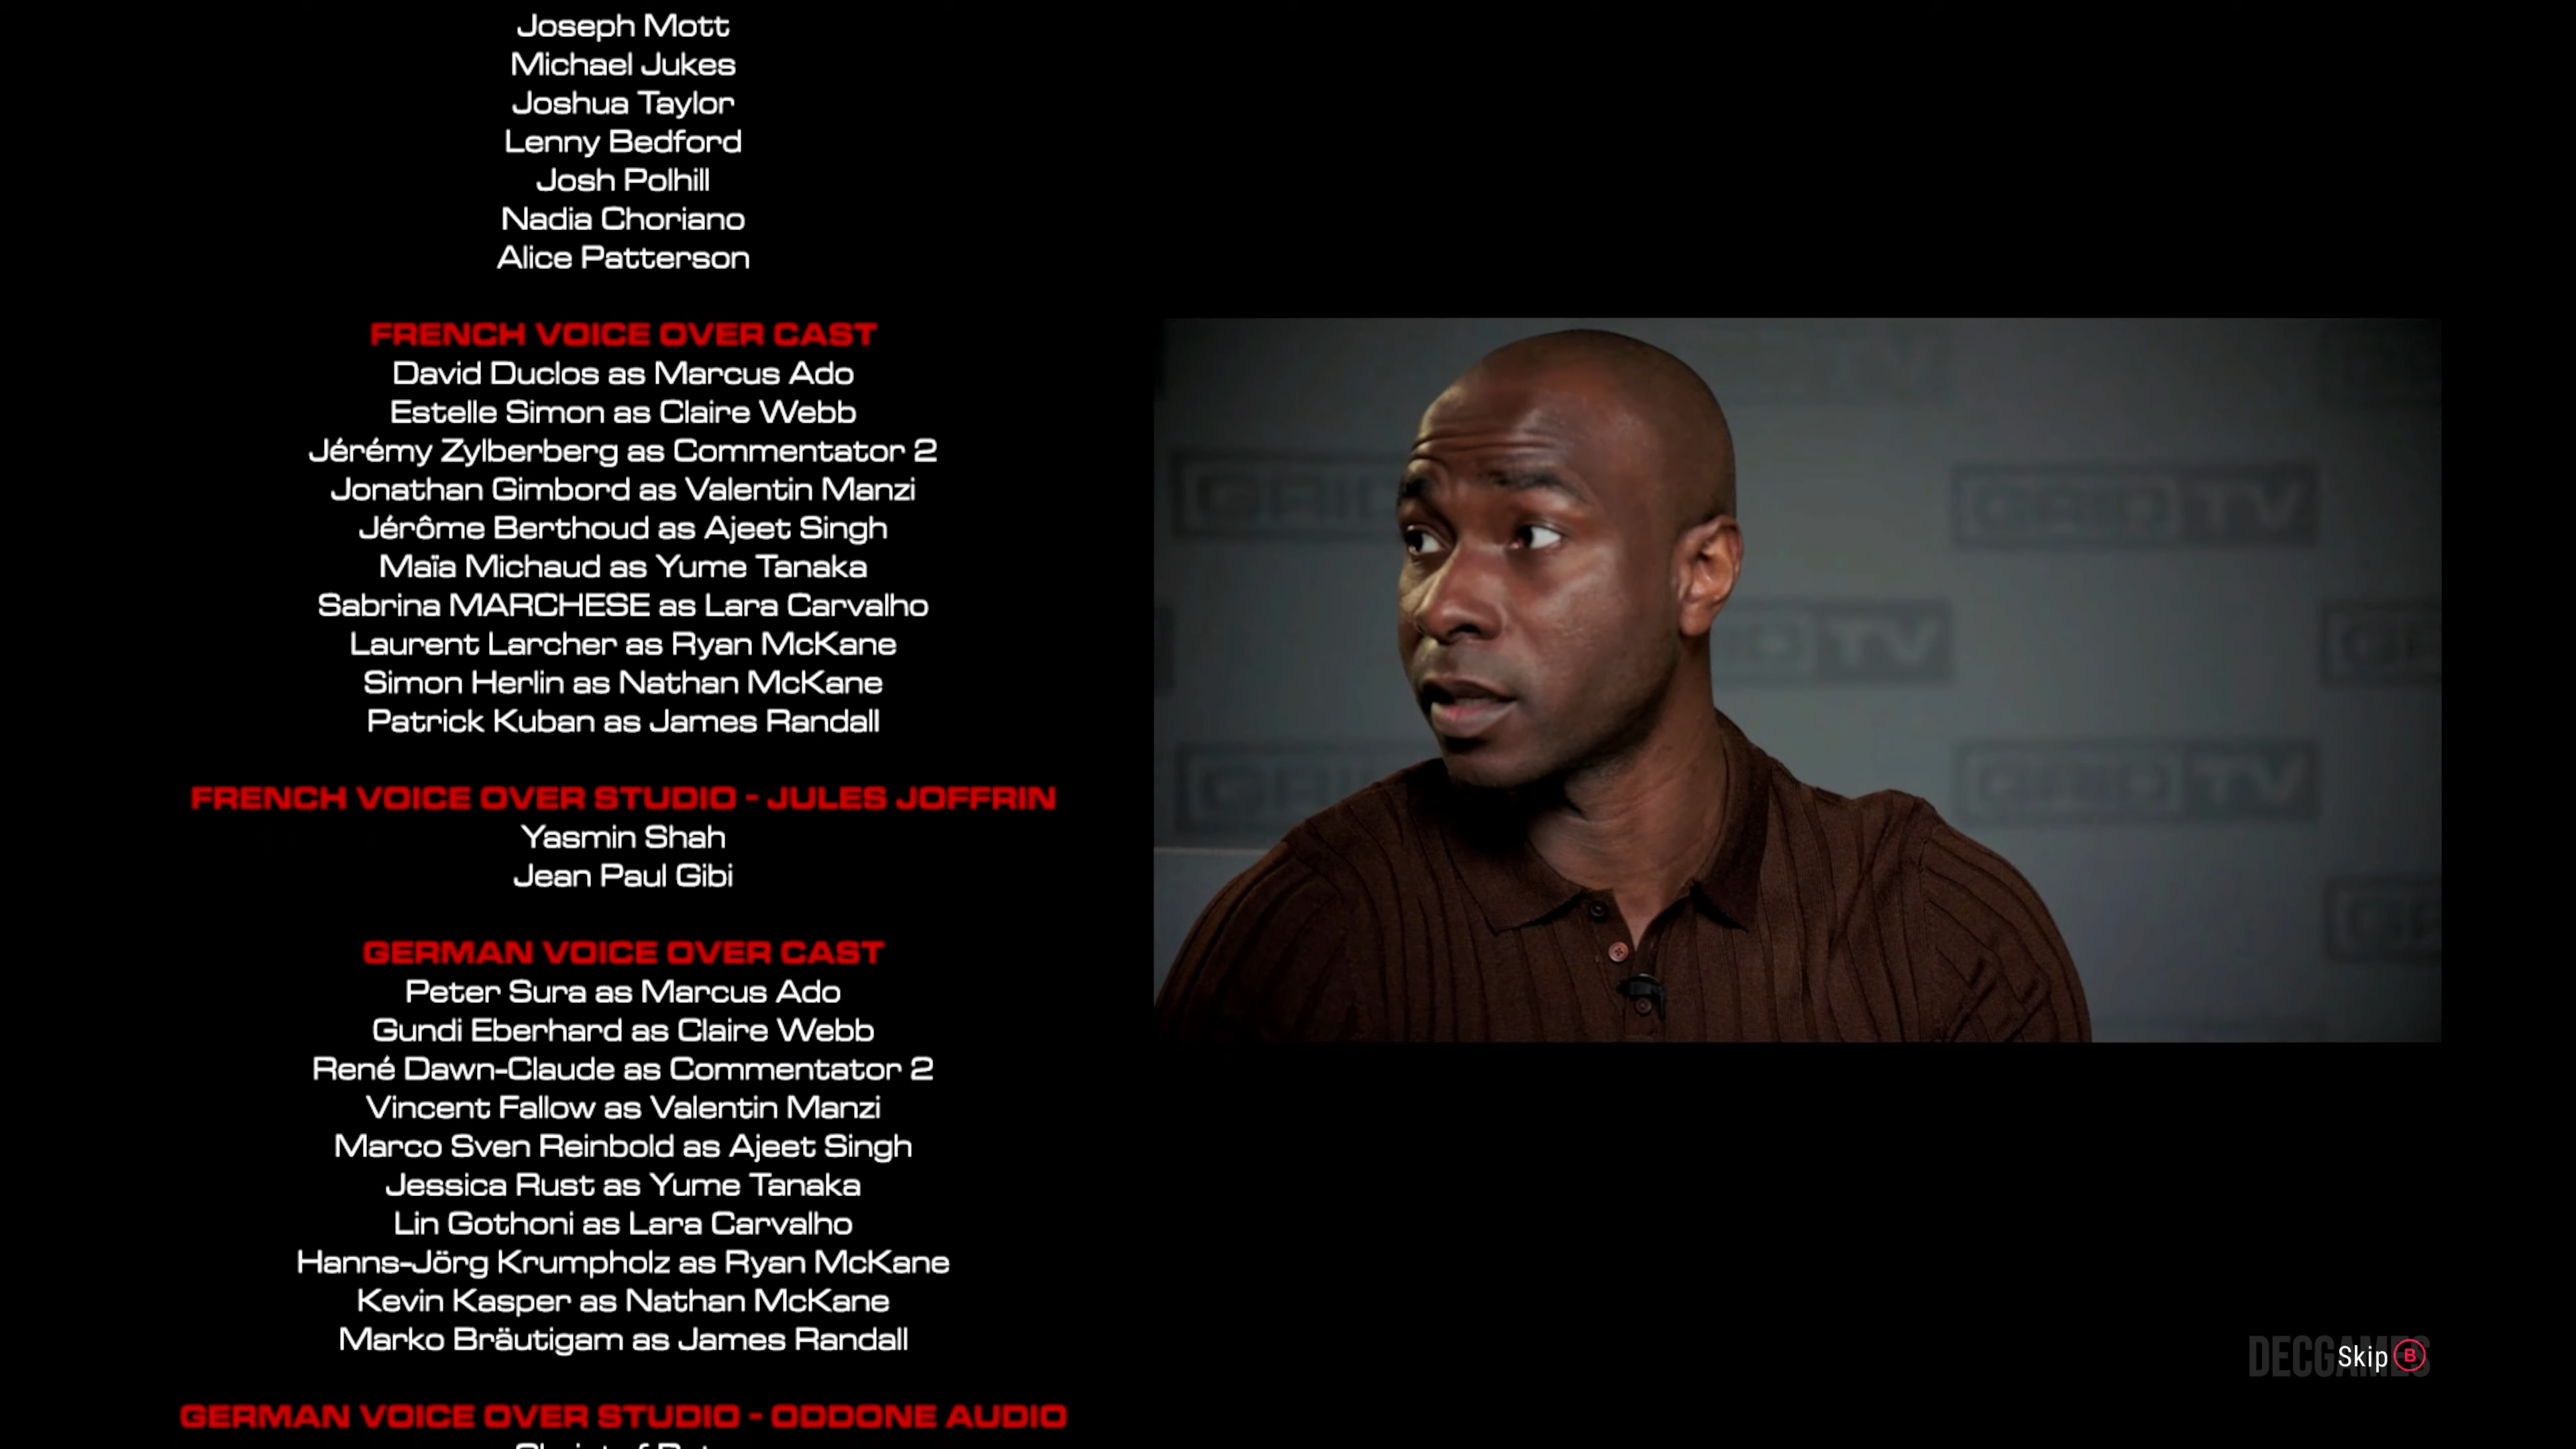 Joseph Mott
Michael Jukes
Joshua Taylor
Lenny Bedford
Josh Polhill
Nadia Choriano
Alice Patterson
FRENCH VOICE OVER CAST
David Duclos as Marcus Ado
Estelle Simon as Claire Webb
Jérémy Zylberberg as Commentator 2
Jonathan Gimbord as Valentin Manzi
Jérôme Berthoud as Ajeet Singh
Maïa Michaud as Yume Tanaka
Sabrina MARCHESE as Lara Carvalho
Laurent Larcher as Ryan McKane
Simon Herlin as Nathan McKane
Patrick Kuban as James Randall
FRENCH VOICE OVER STUDIO - JULES JOFFRIN
Yasmin Shah
Jean Paul Gibi
GERMAN VOICE OVER CAST
Peter Sura as Marcus Ado
Gundi Eberhard as Claire Webb
René Dawn-Claude as Commentator 2
Vincent Fallow as Valentin Manzi
Marco Sven Reinbold as Ajeet Singh
Jessica Rust as Yume Tanaka
Lin Gothoni as Lara Carvalho
Hanns-Jörg Krumpholz as Ryan McKane
Kevin Kasper as Nathan McKane
Marko Bräutigam as James Randall
GERMAN VOICE OVER STUDIO - ODDONE AUDIO
GRID
GRID TV
TV
GRID TV
DECGAMES
Skip B